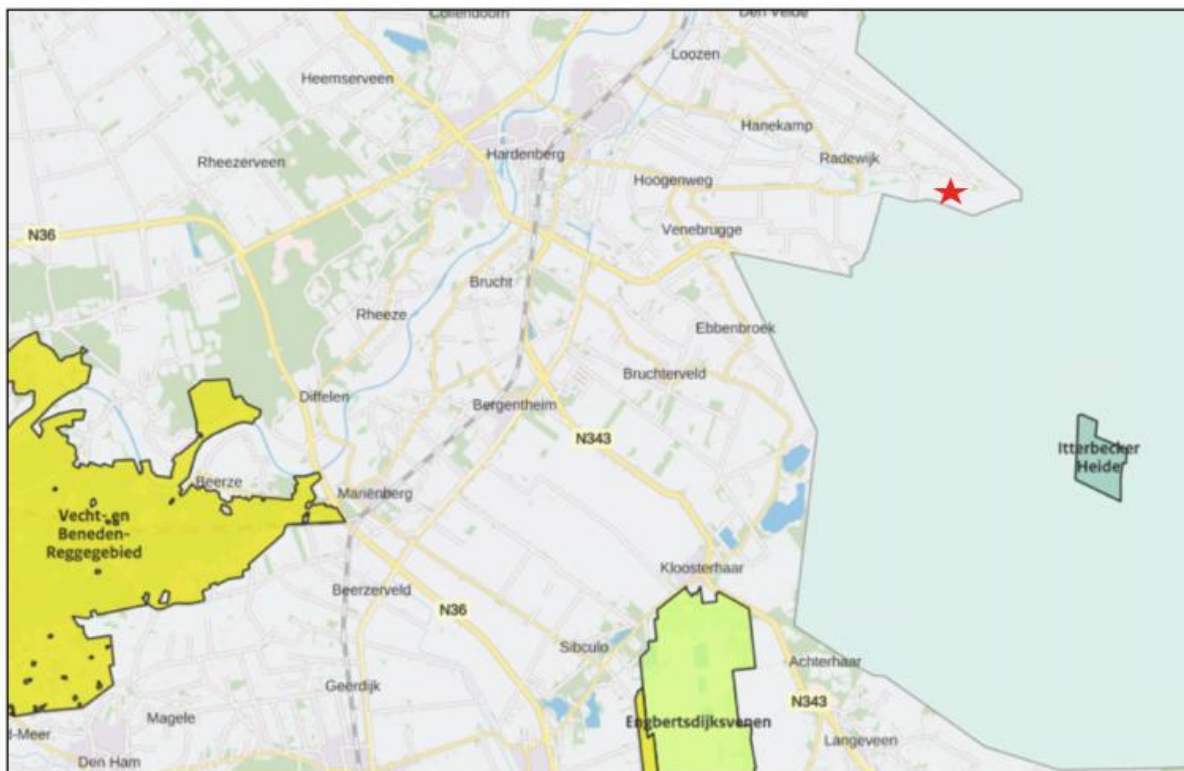 Collendoorn
Den Velde
Loozen
Heemserveen
Hanekamp
Hardenberg
Radewijk
Rheezerveen
Hoogenweg
N36
Venebrugge
Brucht
Rheeze
Ebbenbroek
Bruchterveld
Diffelen
Bergentheim
N343
Itterbecker
Heide
Beerze
Mariënberg
Vecht- en
Beneden-
Reggegebied
Kloosterhaar
Beerzerveld
N36
Sibculo
Achterhaar
Geerdijk
N343
Magele
Engbertsdijksvenen
d-Meer
Langeveen
Den Ham